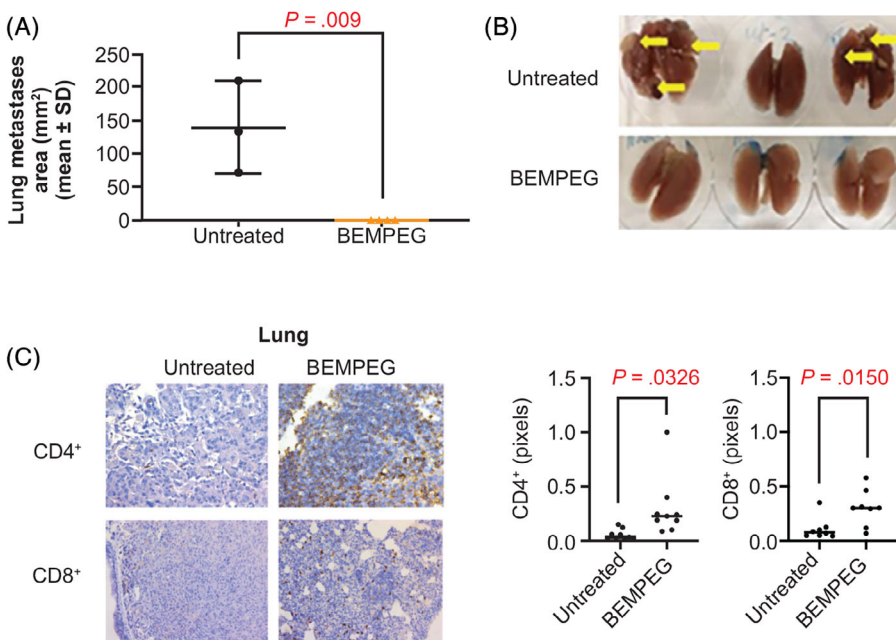 (A)
P = .009
250
200
150
100
50
0
Lung metastases
area (mm²)
(mean ± SD)
Untreated
BEMPEG
(B)
Untreated
BEMPEG
(C)
Lung
Untreated
BEMPEG
CD4⁺
CD8⁺
P = .0326
1.5
1.0
0.5
0.0
CD4⁺ (pixels)
Untreated
BEMPEG
P = .0150
1.5
1.0
0.5
0.0
CD8⁺ (pixels)
Untreated
BEMPEG